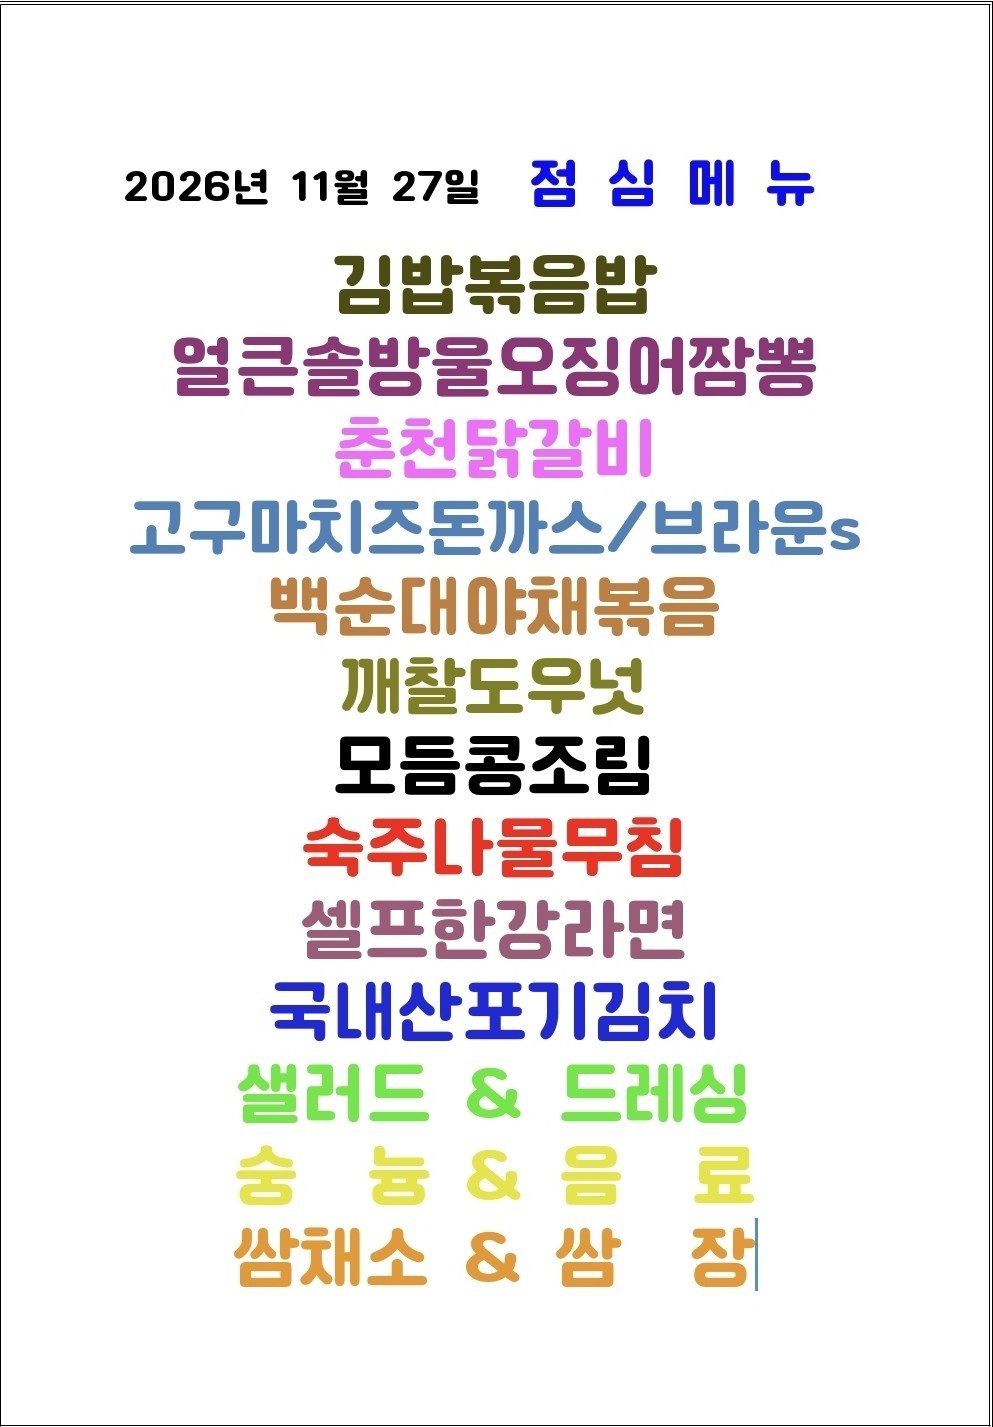 2026년 11월 27일 점 심 메 뉴
김밥볶음밥
얼큰솔방울오징어짬뽕
춘천닭갈비
고구마치즈돈까스/브라운s
백순대야채볶음
깨찰도우넛
모듬콩조림
숙주나물무침
셀프한강라면
국내산포기김치
샐러드 & 드레싱
숭 늉 & 음 료
쌈채소 & 쌈 장